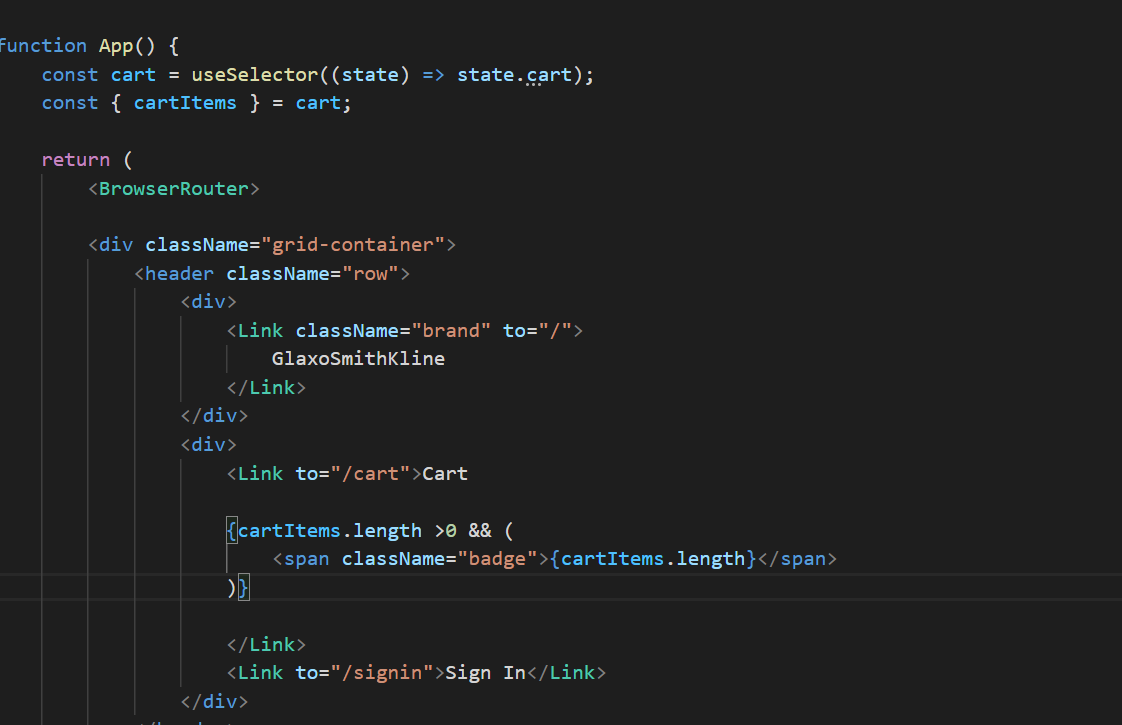 function App() {
const cart = useSelector((state) => state.cart);
const { cartItems } = cart;
return (
<BrowserRouter>
<div className="grid-container">
<header className="row">
<div>
<Link className="brand" to="/">
GlaxoSmithKline
</Link>
</div>
<div>
<Link to="/cart">Cart
{cartItems.length >0 && (
<span className="badge">{cartItems.length}</span>
)}
</Link>
<Link to="/signin">Sign In</Link>
</div>